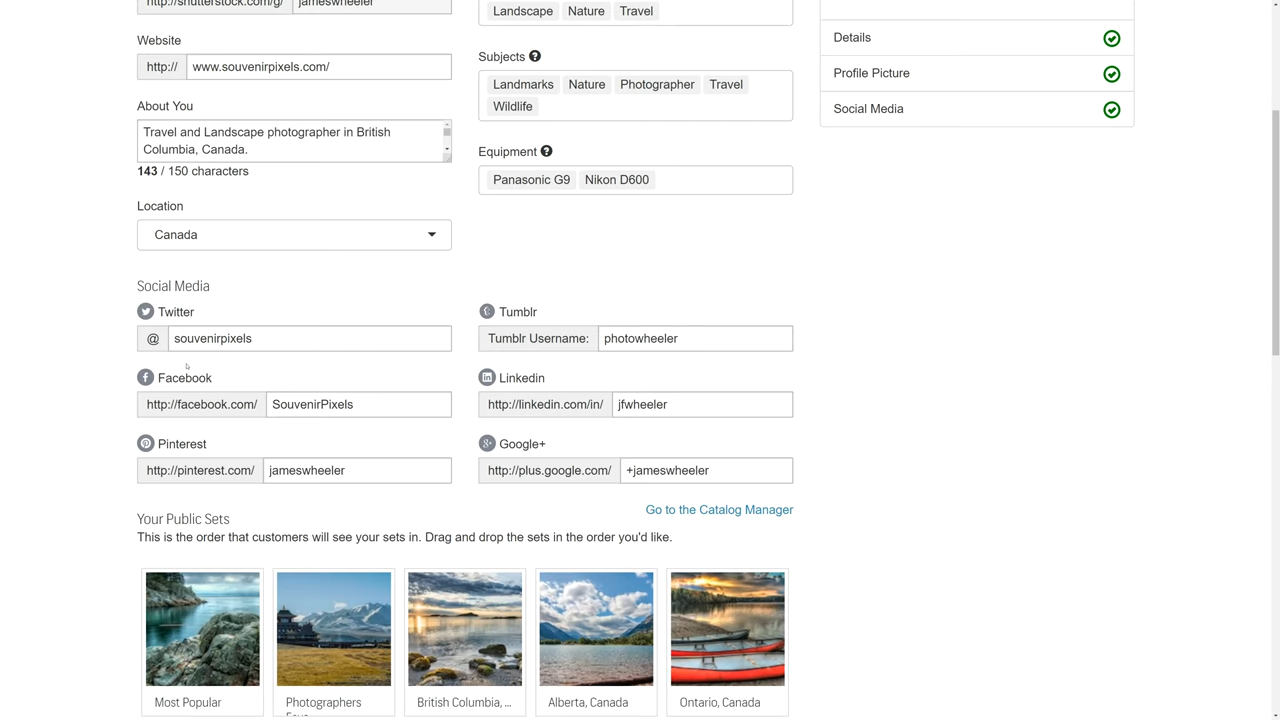 http://shutterstock.com/g/ jameswheeler
Website
http:// www.souvenirpixels.com/
About You
Travel and Landscape photographer in British
Columbia, Canada.
143 / 150 characters
Location
Canada
Landscape Nature Travel
Subjects
Landmarks Nature Photographer Travel
Wildlife
Equipment
Panasonic G9 Nikon D600
Details
Profile Picture
Social Media
Social Media
Twitter
@ souvenirpixels
Tumblr
Tumblr Username: photowheeler
Facebook
http://facebook.com/ SouvenirPixels
Linkedin
http://linkedin.com/in/ jfwheeler
Pinterest
http://pinterest.com/ jameswheeler
Google+
http://plus.google.com/ +jameswheeler
Your Public Sets
Go to the Catalog Manager
This is the order that customers will see your sets in. Drag and drop the sets in the order you'd like.
Most Popular
Photographers
Favs
British Columbia, ...
Alberta, Canada
Ontario, Canada